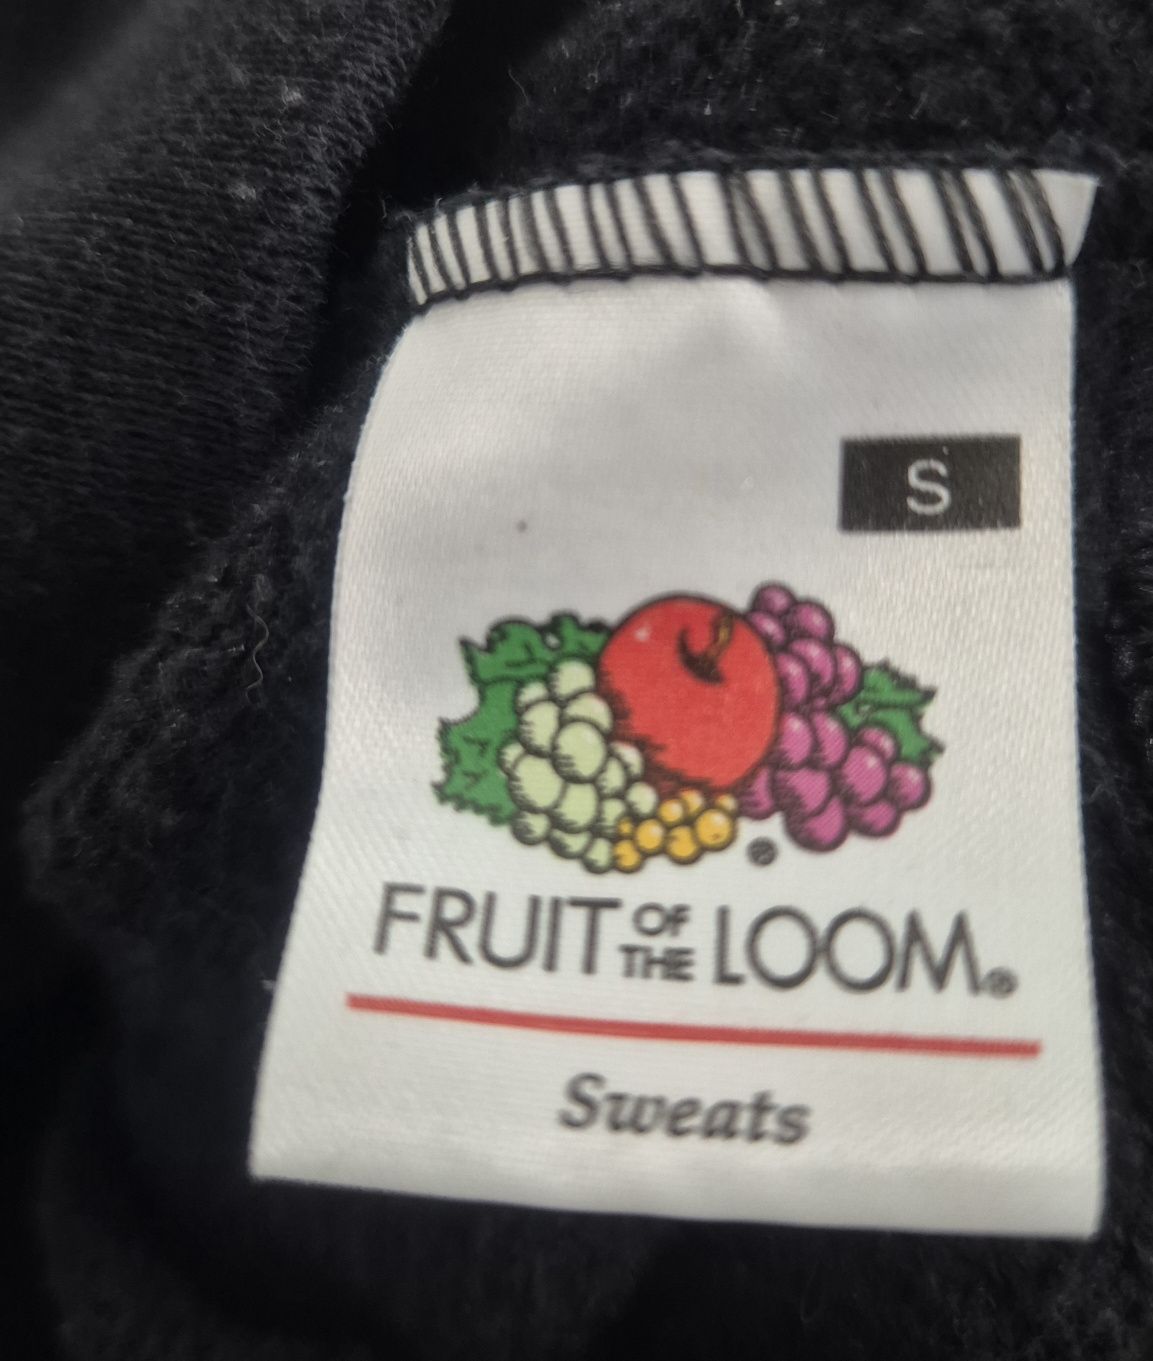 S
®
FRUIT OF THE LOOM®
Sweats